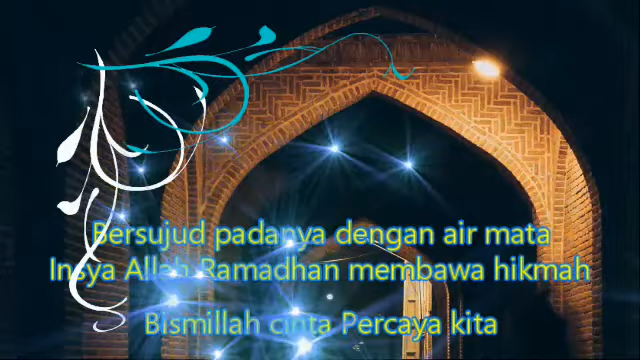 Bersujud padanya dengan air mata
Insya Allah Ramadhan membawa hikmah
Bismillah cinta Percaya kita